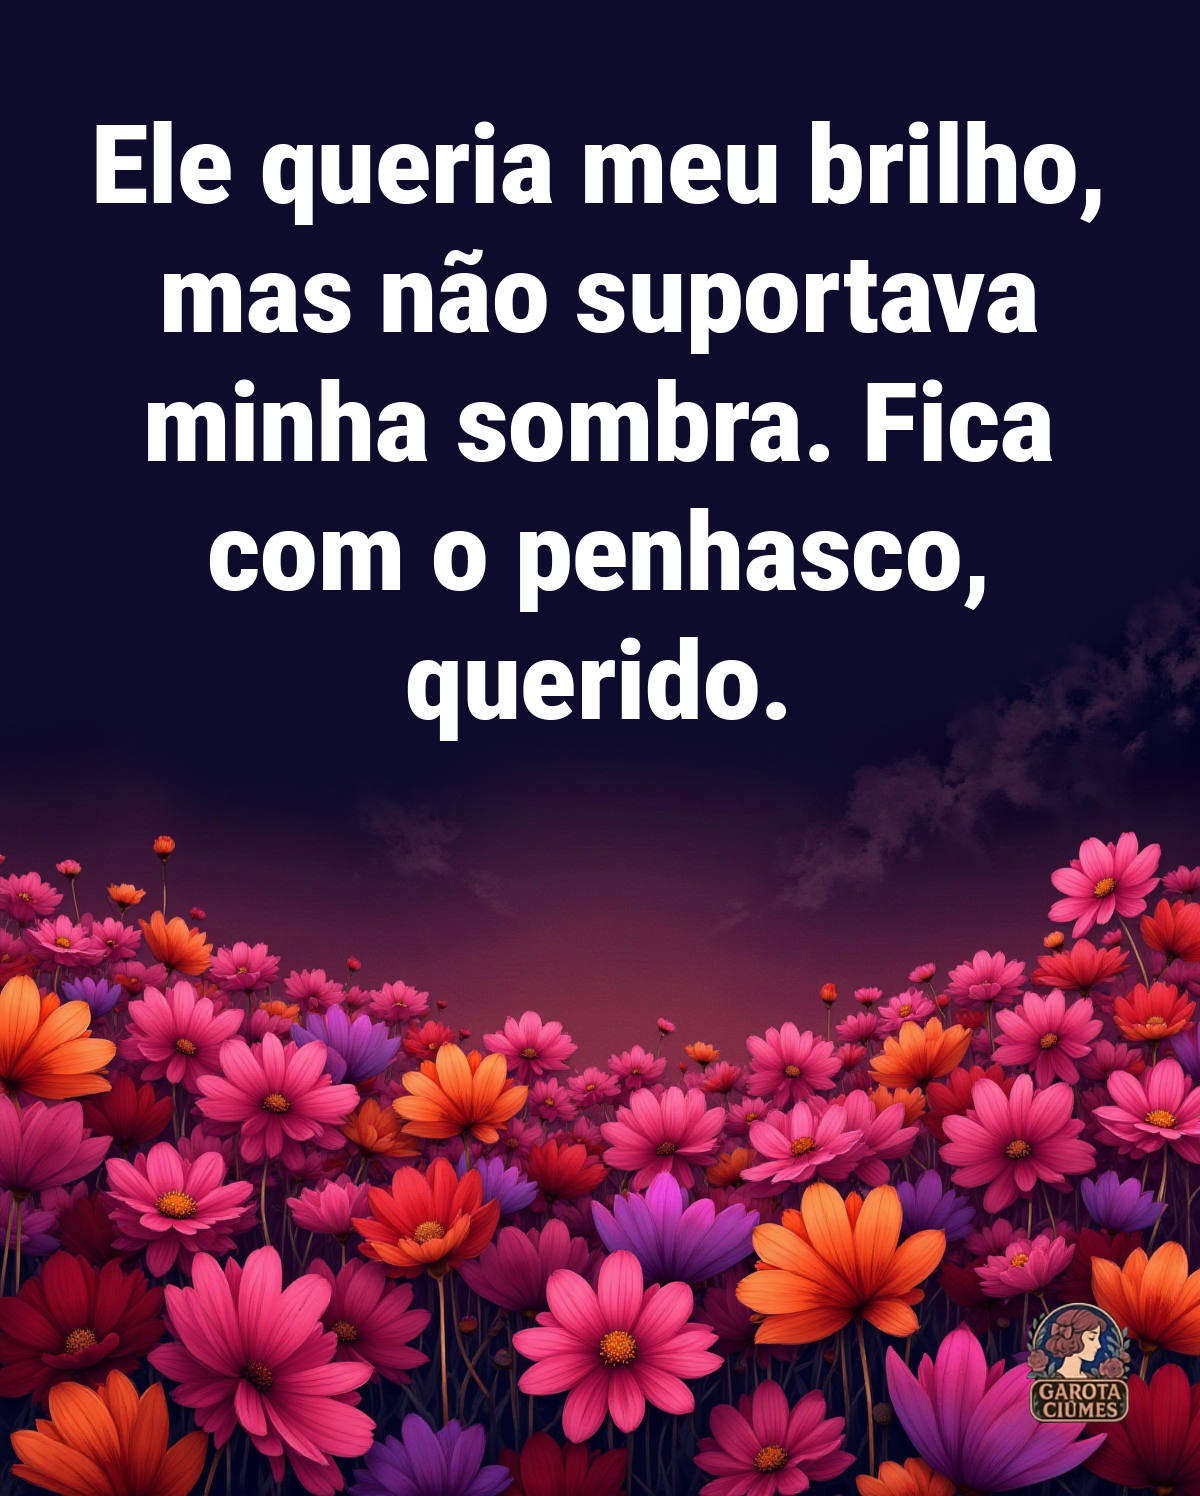 Ele queria meu brilho,
mas não suportava
minha sombra. Fica
com o penhasco,
querido.
GAROTA
CIÚMES